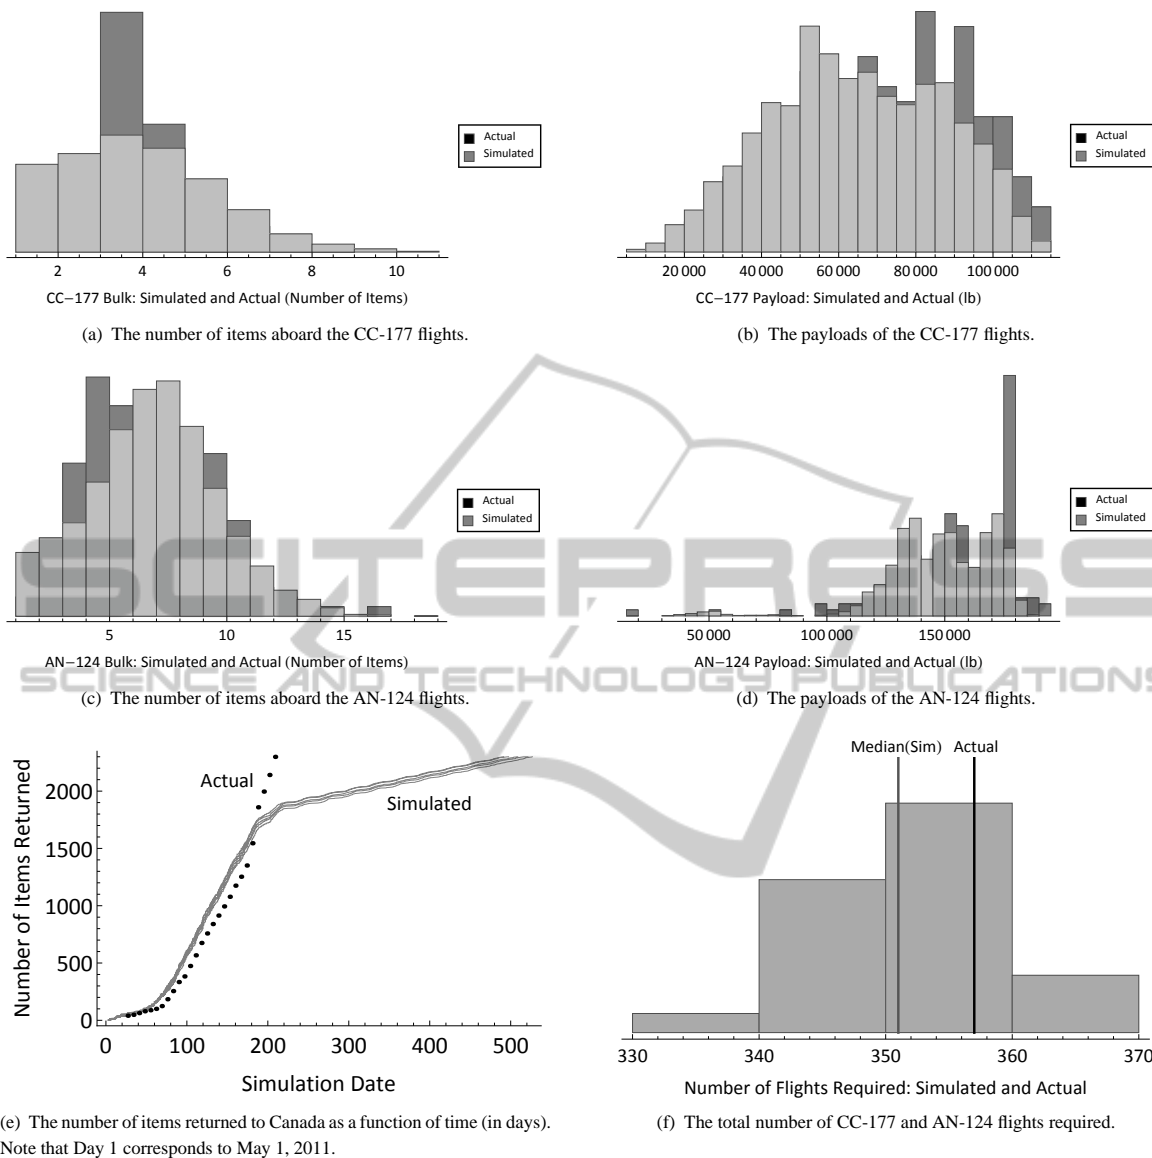 Actual
Simulated
2 4 6 8 10
CC−177 Bulk: Simulated and Actual (Number of Items)
(a) The number of items aboard the CC-177 flights.
Actual
Simulated
20 000 40 000 60 000 80 000 100 000
CC−177 Payload: Simulated and Actual (lb)
(b) The payloads of the CC-177 flights.
Actual
Simulated
5 10 15
AN−124 Bulk: Simulated and Actual (Number of Items)
(c) The number of items aboard the AN-124 flights.
Actual
Simulated
50 000 100 000 150 000
AN−124 Payload: Simulated and Actual (lb)
(d) The payloads of the AN-124 flights.
SCITEPRESS
SCIENCE AND TECHNOLOGY PUBLICATIONS
Number of Items Returned
2000
1500
1000
500
0
Actual
Simulated
0 100 200 300 400 500
Simulation Date
(e) The number of items returned to Canada as a function of time (in days).
Note that Day 1 corresponds to May 1, 2011.
Median(Sim) Actual
330 340 350 360 370
Number of Flights Required: Simulated and Actual
(f) The total number of CC-177 and AN-124 flights required.